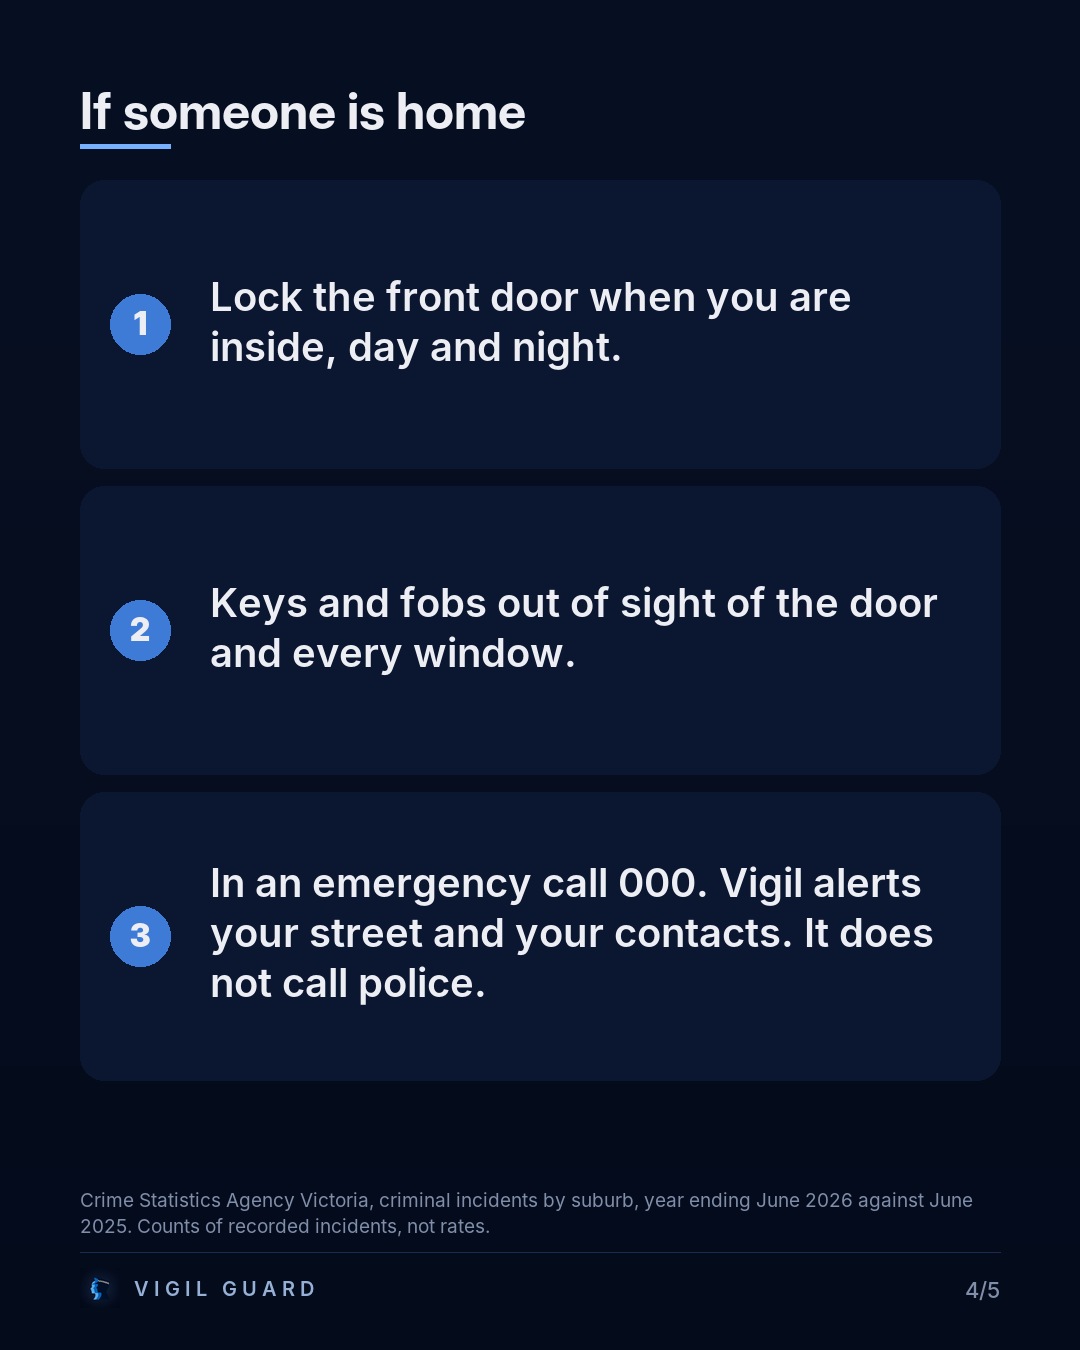 If someone is home
1
Lock the front door when you are
inside, day and night.
2
Keys and fobs out of sight of the door
and every window.
3
In an emergency call 000. Vigil alerts
your street and your contacts. It does
not call police.
Crime Statistics Agency Victoria, criminal incidents by suburb, year ending June 2026 against June
2025. Counts of recorded incidents, not rates.
VIGIL GUARD
4/5